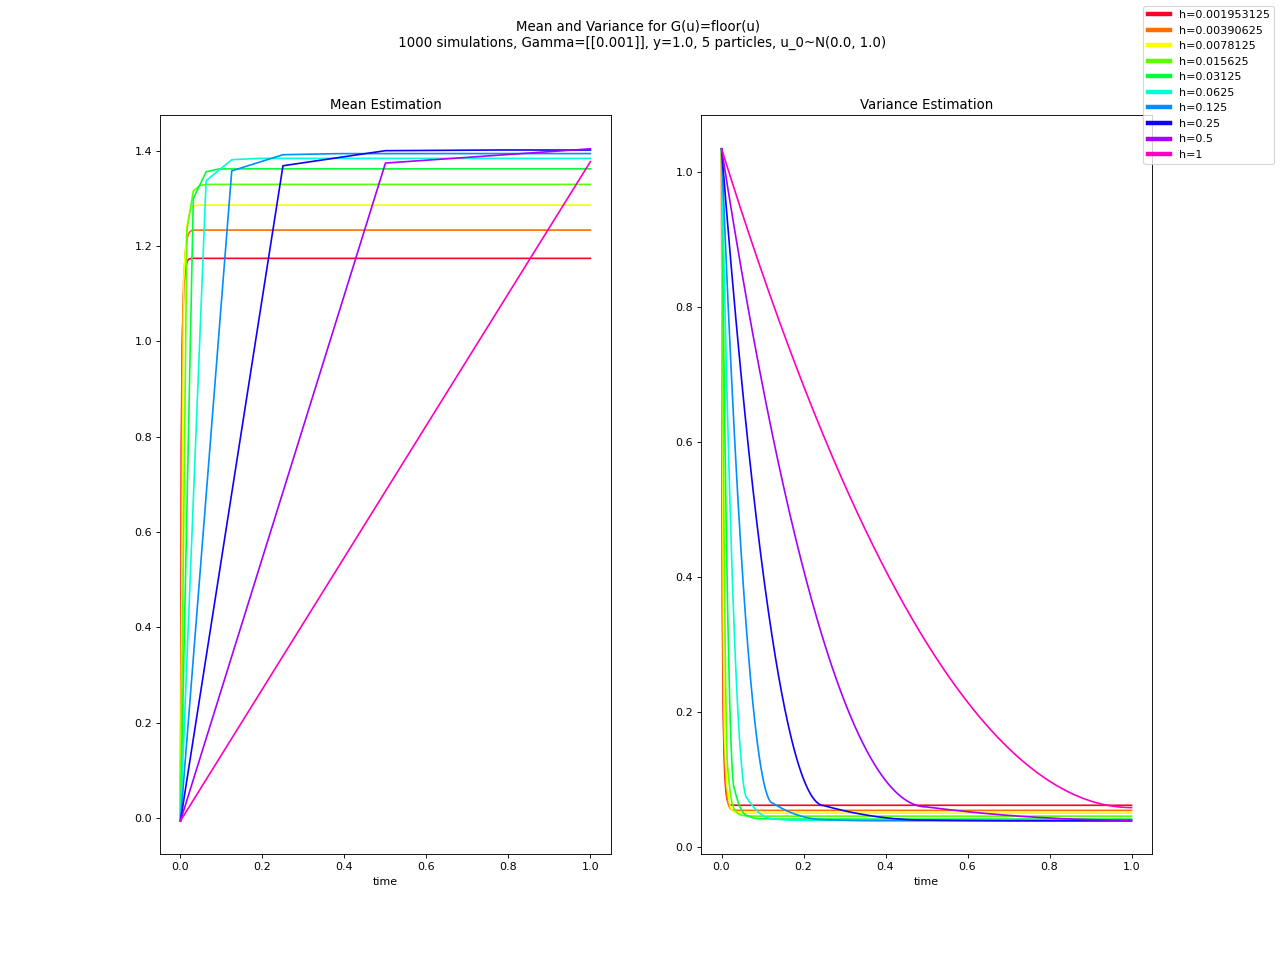 Mean and Variance for G(u)=floor(u)
1000 simulations, Gamma=[[0.001]], y=1.0, 5 particles, u_0~N(0.0, 1.0)
h=0.001953125
h=0.00390625
h=0.0078125
h=0.015625
h=0.03125
h=0.0625
h=0.125
h=0.25
h=0.5
h=1
Mean Estimation
1.4
1.2
1.0
0.8
0.6
0.4
0.2
0.0
0.0 0.2 0.4 0.6 0.8 1.0
time
Variance Estimation
1.0
0.8
0.6
0.4
0.2
0.0
0.0 0.2 0.4 0.6 0.8 1.0
time